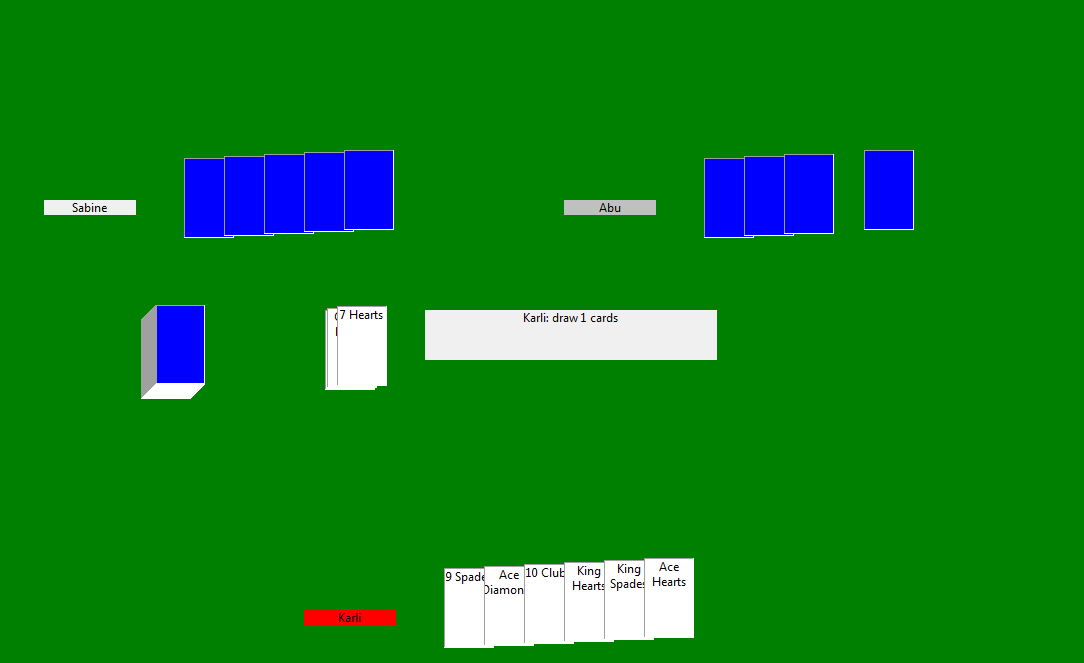 Sabine
Abu
7 Hearts
Karli: draw 1 cards
9 Spade
Ace
Diamon
10 Club
King
Hearts
King
Spades
Ace
Hearts
Karli